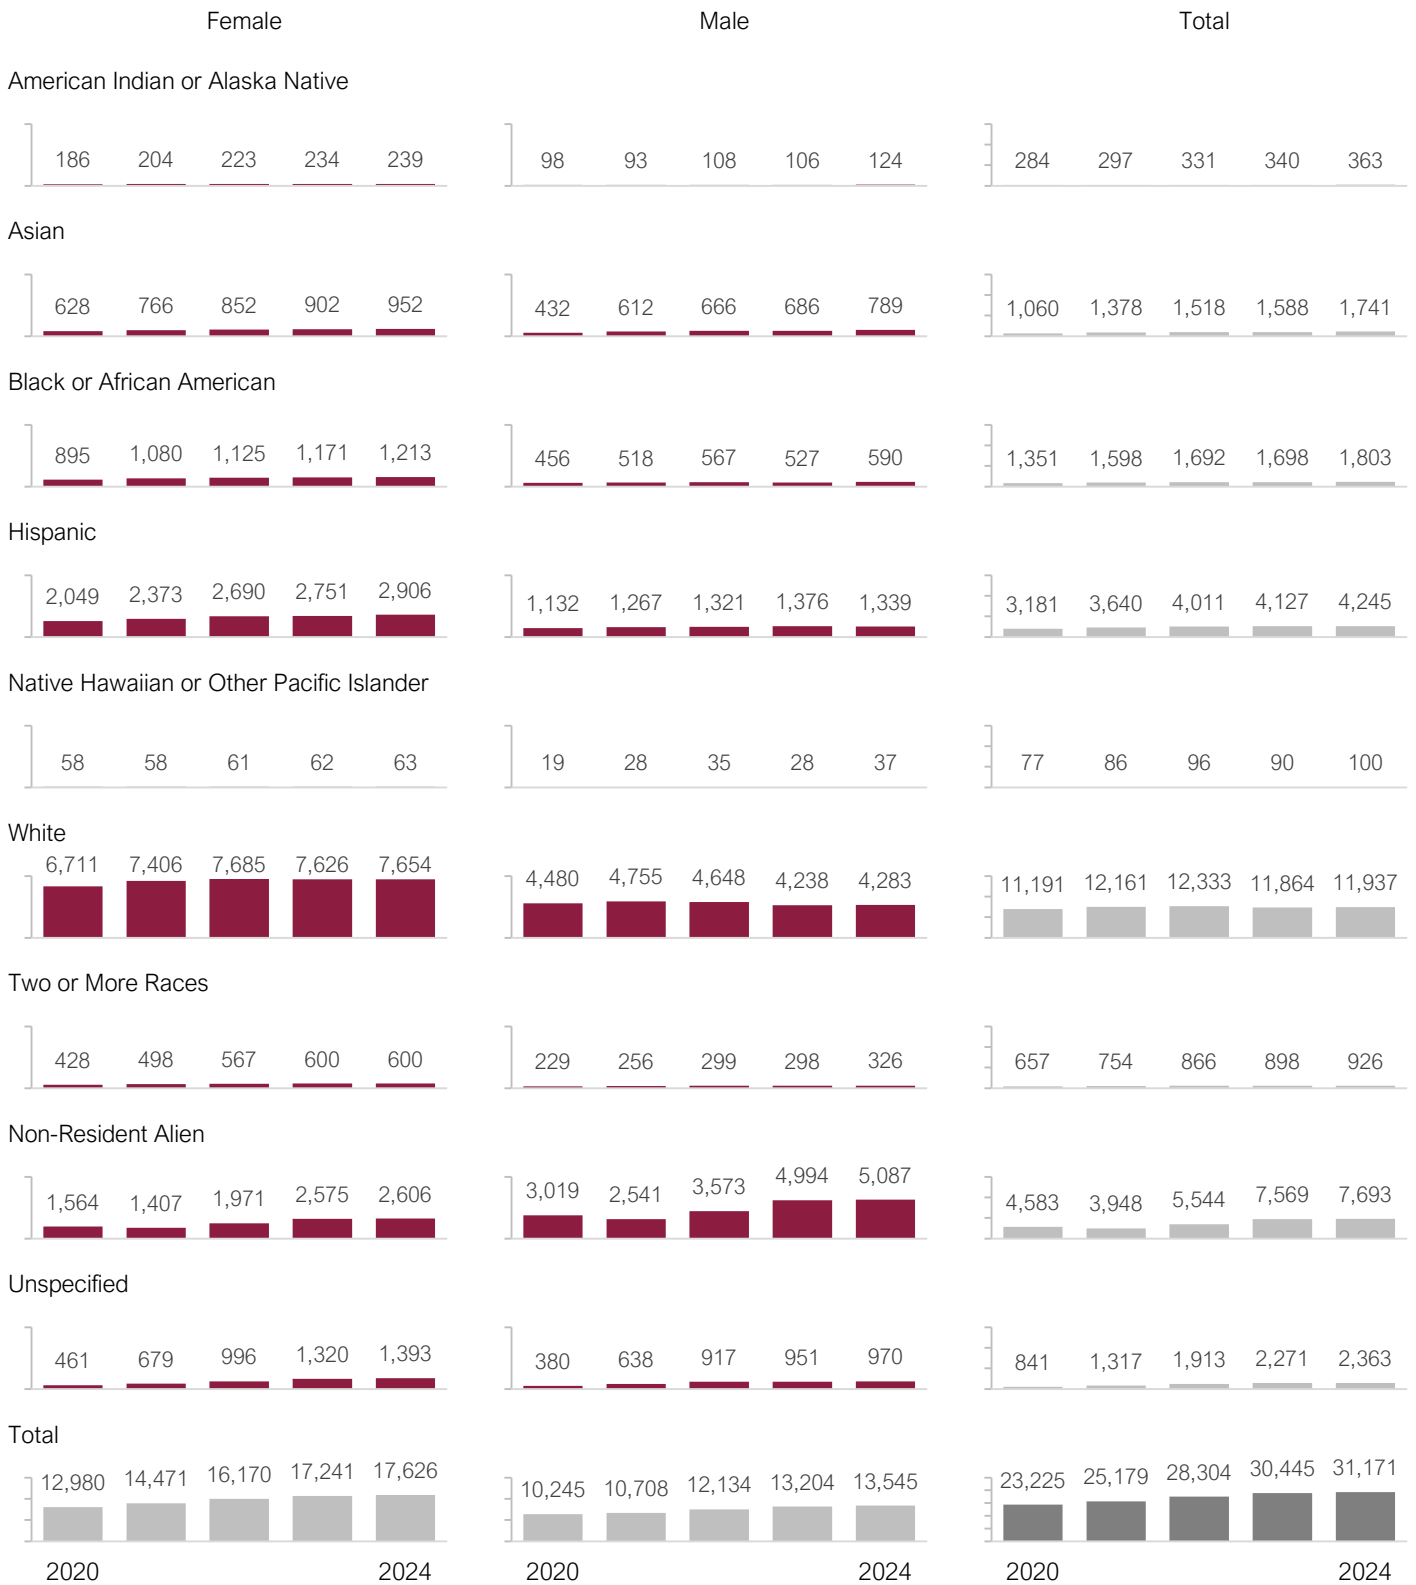 Female Male Total
American Indian or Alaska Native
186 204 223 234 239 98 93 108 106 124 284 297 331 340 363
Asian
628 766 852 902 952 432 612 666 686 789 1,060 1,378 1,518 1,588 1,741
Black or African American
895 1,080 1,125 1,171 1,213 456 518 567 527 590 1,351 1,598 1,692 1,698 1,803
Hispanic
2,049 2,373 2,690 2,751 2,906 1,132 1,267 1,321 1,376 1,339 3,181 3,640 4,011 4,127 4,245
Native Hawaiian or Other Pacific Islander
58 58 61 62 63 19 28 35 28 37 77 86 96 90 100
White
6,711 7,406 7,685 7,626 7,654 4,480 4,755 4,648 4,238 4,283 11,191 12,161 12,333 11,864 11,937
Two or More Races
428 498 567 600 600 229 256 299 298 326 657 754 866 898 926
Non-Resident Alien
1,564 1,407 1,971 2,575 2,606 3,019 2,541 3,573 4,994 5,087 4,583 3,948 5,544 7,569 7,693
Unspecified
461 679 996 1,320 1,393 380 638 917 951 970 841 1,317 1,913 2,271 2,363
Total
12,980 14,471 16,170 17,241 17,626 10,245 10,708 12,134 13,204 13,545 23,225 25,179 28,304 30,445 31,171
2020 2024 2020 2024 2020 2024